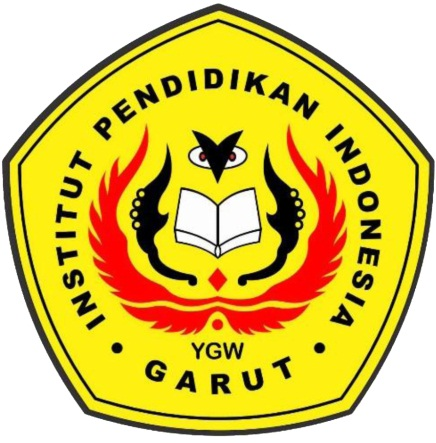 INSTITUT PENDIDIKAN INDONESIA
YGW
• GARUT •